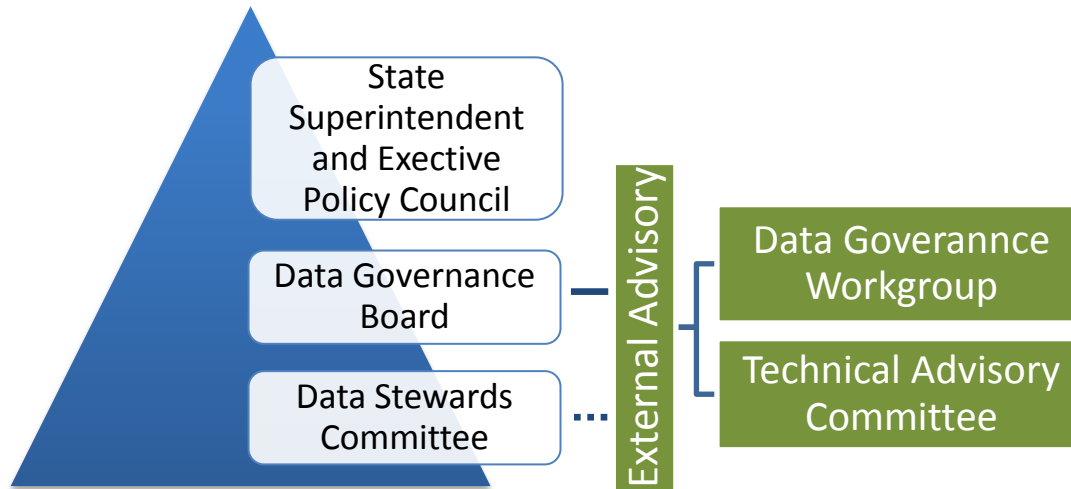 State
Superintendent
and Exective
Policy Council
Data Governance
Board
Data Stewards
Committee
External Advisory
Data Goverannce
Workgroup
Technical Advisory
Committee